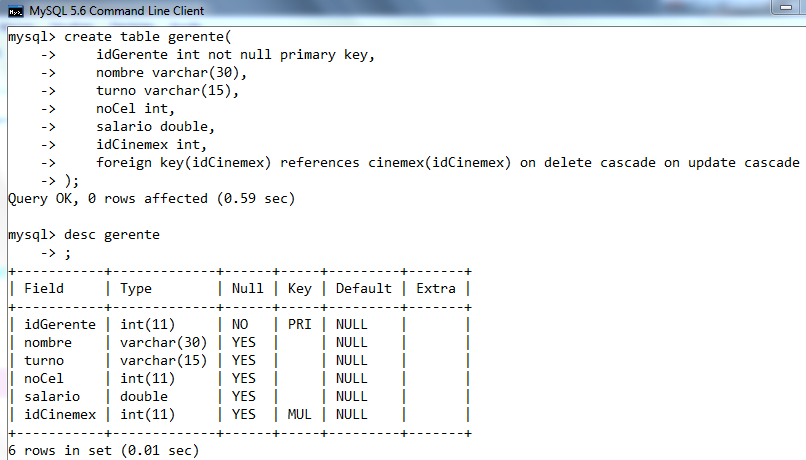 MySQL 5.6 Command Line Client
mysql> create table gerente(
    ->     idGerente int not null primary key,
    ->     nombre varchar(30),
    ->     turno varchar(15),
    ->     noCel int,
    ->     salario double,
    ->     idCinemex int,
    ->     foreign key(idCinemex) references cinemex(idCinemex) on delete cascade on update cascade
    -> );
Query OK, 0 rows affected (0.59 sec)

mysql> desc gerente
    -> ;
+-----------+-------------+------+-----+---------+-------+
| Field     | Type        | Null | Key | Default | Extra |
+-----------+-------------+------+-----+---------+-------+
| idGerente | int(11)     | NO   | PRI | NULL    |       |
| nombre    | varchar(30) | YES  |     | NULL    |       |
| turno     | varchar(15) | YES  |     | NULL    |       |
| noCel     | int(11)     | YES  |     | NULL    |       |
| salario   | double      | YES  |     | NULL    |       |
| idCinemex | int(11)     | YES  | MUL | NULL    |       |
+-----------+-------------+------+-----+---------+-------+
6 rows in set (0.01 sec)